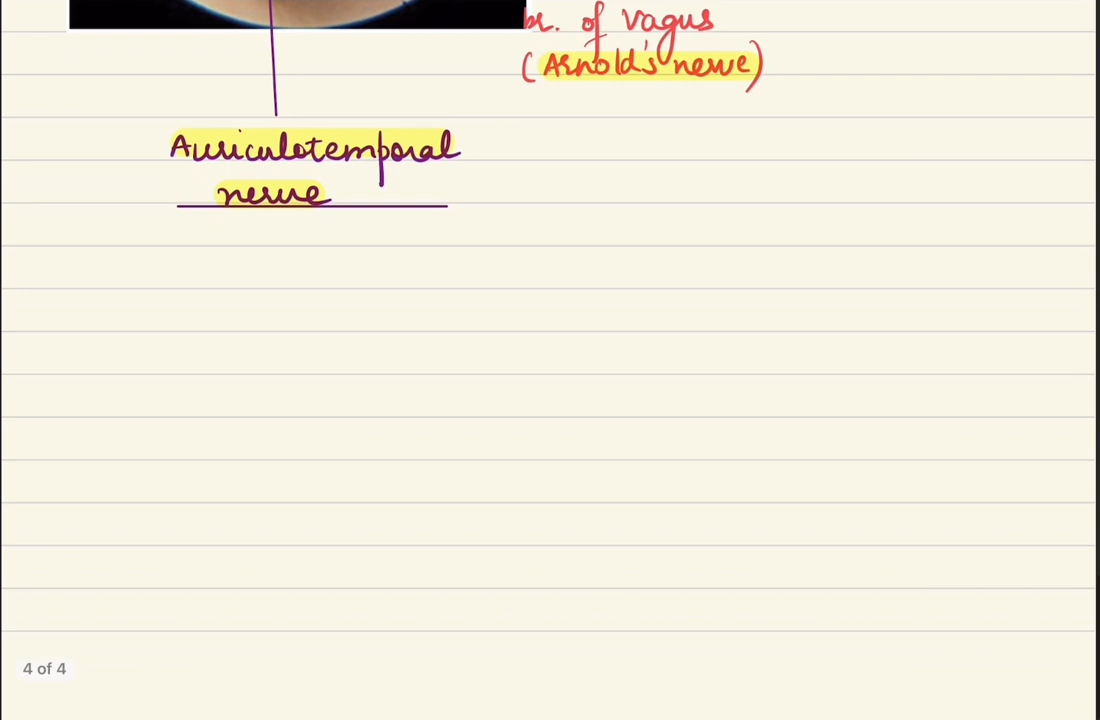 br. of vagus
(Arnold's nerve)
Auriculotemporal
nerve
4 of 4